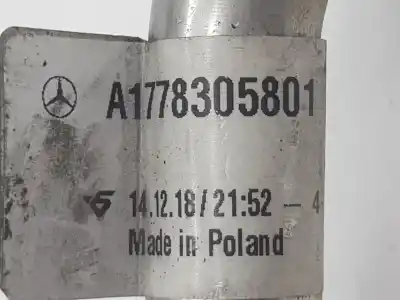 A1778305801
14.12.18/21:52 - 4
Made in Poland